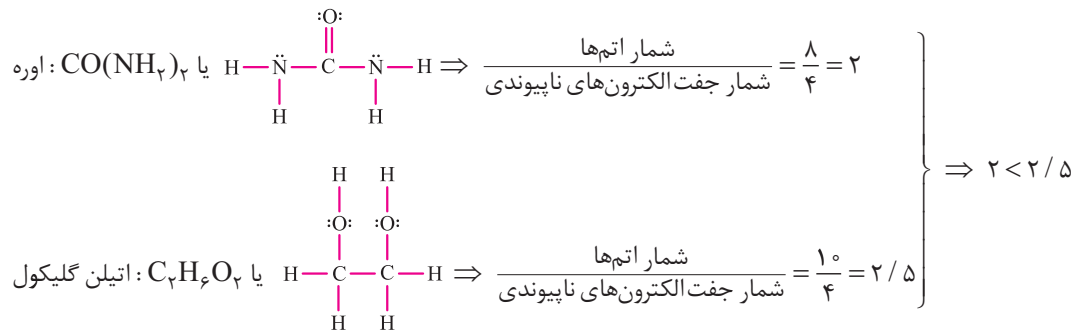 :O:
اوره : CO(NH۲)۲ یا H—N̈—C—N̈—H ⇒ شمار اتم‌ها / شمار جفت‌الکترون‌های ناپیوندی = ۸/۴ = ۲
H H
⇒ ۲ < ۲/۵
H H
:O: :O:
اتیلن گلیکول : C۲H۶O۲ یا H—C—C—H ⇒ شمار اتم‌ها / شمار جفت‌الکترون‌های ناپیوندی = ۱۰/۴ = ۲/۵
H H